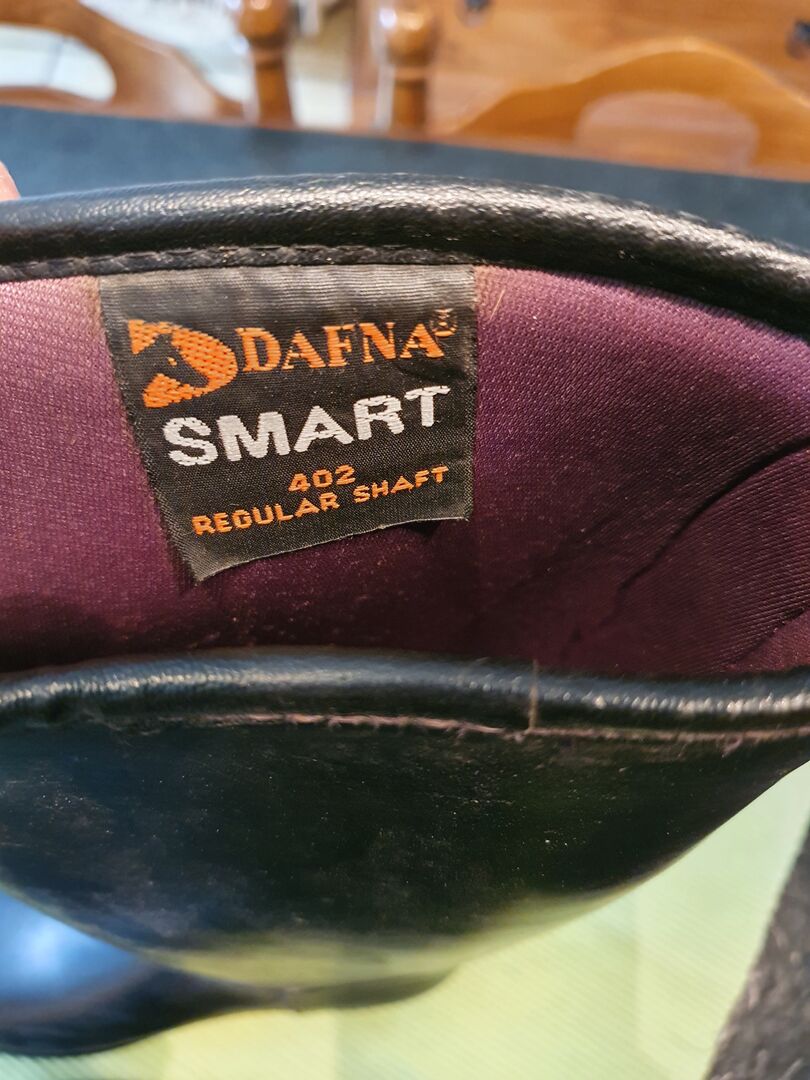 DAFNA®
SMART
402
REGULAR SHAFT